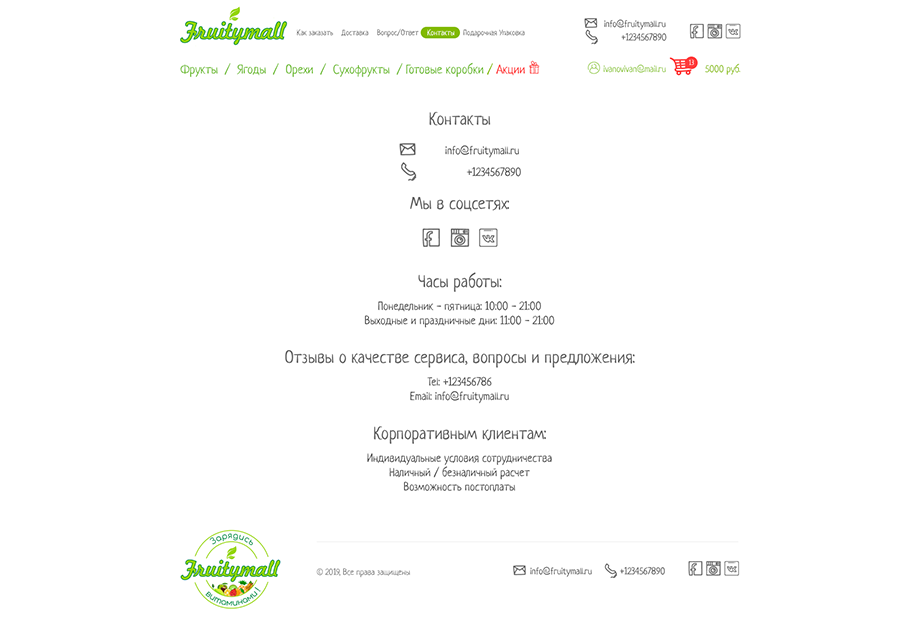 Fruitymall
Как заказать Доставка Вопрос/Ответ Контакты Подарочная Упаковка
info@fruitymall.ru
+1234567890
Фрукты / Ягоды / Орехи / Сухофрукты / Готовые коробки / Акции
ivanovivan@mail.ru 13 5000 руб.
Контакты
info@fruitymall.ru
+1234567890
Мы в соцсетях:
Часы работы:
Понедельник - пятница: 10:00 - 21:00
Выходные и праздничные дни: 11:00 - 21:00
Отзывы о качестве сервиса, вопросы и предложения:
Tel: +123456786
Email: info@fruitymall.ru
Корпоративным клиентам:
Индивидуальные условия сотрудничества
Наличный / безналичный расчет
Возможность постоплаты
Зарядись
Fruitymall
витаминами!
© 2019, Все права защищены
info@fruitymall.ru +1234567890